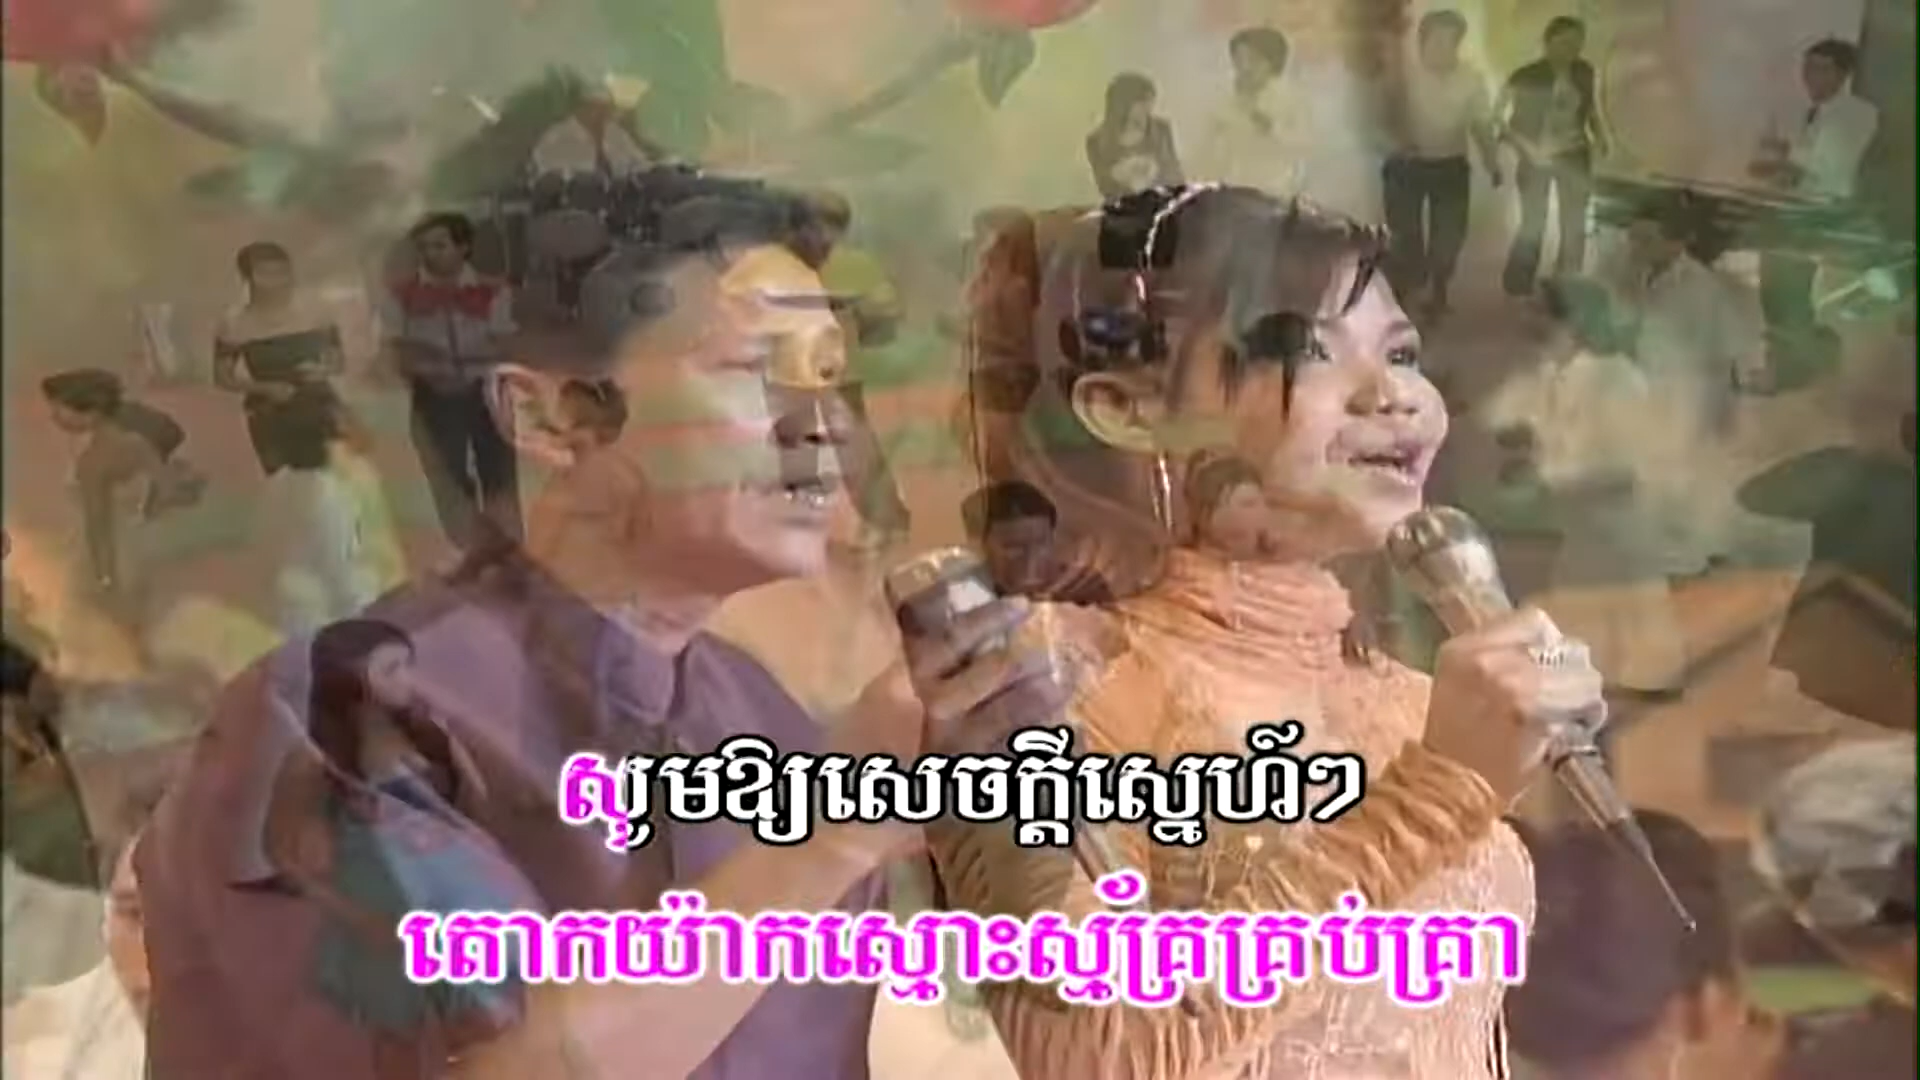 សូមឱ្យសេចក្ដីស្នេហ៍ៗ
តោកយ៉ាកស្មោះស្ម័គ្រគ្រប់គ្រា